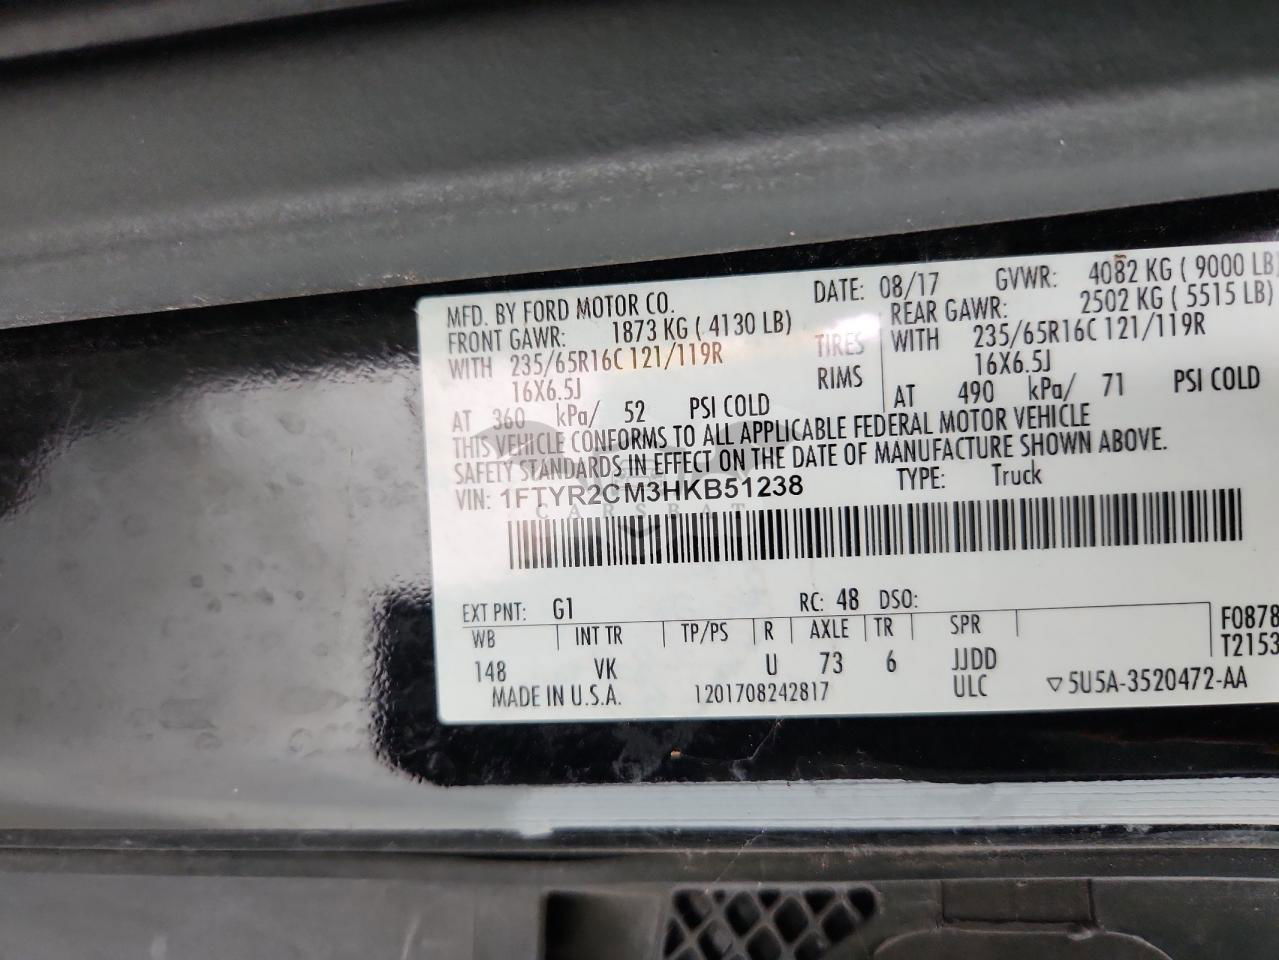 MFD. BY FORD MOTOR CO. DATE: 08/17 GVWR: 4082 KG ( 9000 LB)
FRONT GAWR: 1873 KG ( 4130 LB) REAR GAWR: 2502 KG ( 5515 LB)
WITH 235/65R16C 121/119R TIRES WITH 235/65R16C 121/119R
16X6.5J RIMS 16X6.5J
AT 360 kPa/ 52 PSI COLD AT 490 kPa/ 71 PSI COLD
THIS VEHICLE CONFORMS TO ALL APPLICABLE FEDERAL MOTOR VEHICLE
SAFETY STANDARDS IN EFFECT ON THE DATE OF MANUFACTURE SHOWN ABOVE.
VIN: 1FTYR2CM3HKB51238 TYPE: Truck
CARSBAT
EXT PNT: G1 RC: 48 DSO:
WB INT TR TP/PS R AXLE TR SPR F0878
148 VK U 73 6 JJDD T2153
MADE IN U.S.A. 1201708242817 ULC ▽5U5A-3520472-AA